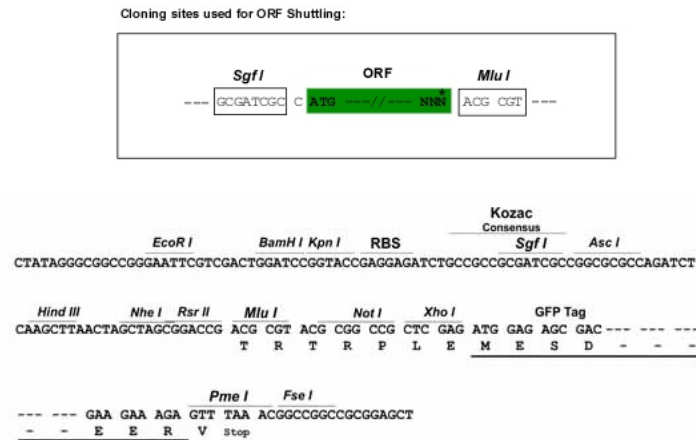 Cloning sites used for ORF Shuttling:
Sgf I ORF Mlu I
--- GCGATCGC C ATG ---//--- NNN* ACG CGT ---
Kozac
Consensus
EcoR I BamH I Kpn I RBS Sgf I Asc I
CTATAGGGCGGCCGGGAATTCGTCGACTGGATCCGGTACCGAGGAGATCTGCCGCCGCGATCGCCGGCGCGCCAGATCT
Hind III Nhe I Rsr II Mlu I Not I Xho I GFP Tag
CAAGCTTAACTAGCTAGCGGACCG ACG CGT ACG CGG CCG CTC GAG ATG GAG AGC GAC --- --- ---
T R T R P L E M E S D - - -
Pme I Fse I
--- --- GAA GAA AGA GTT TAA ACGGCCGGCCGCGGAGCT
- - E E R V Stop